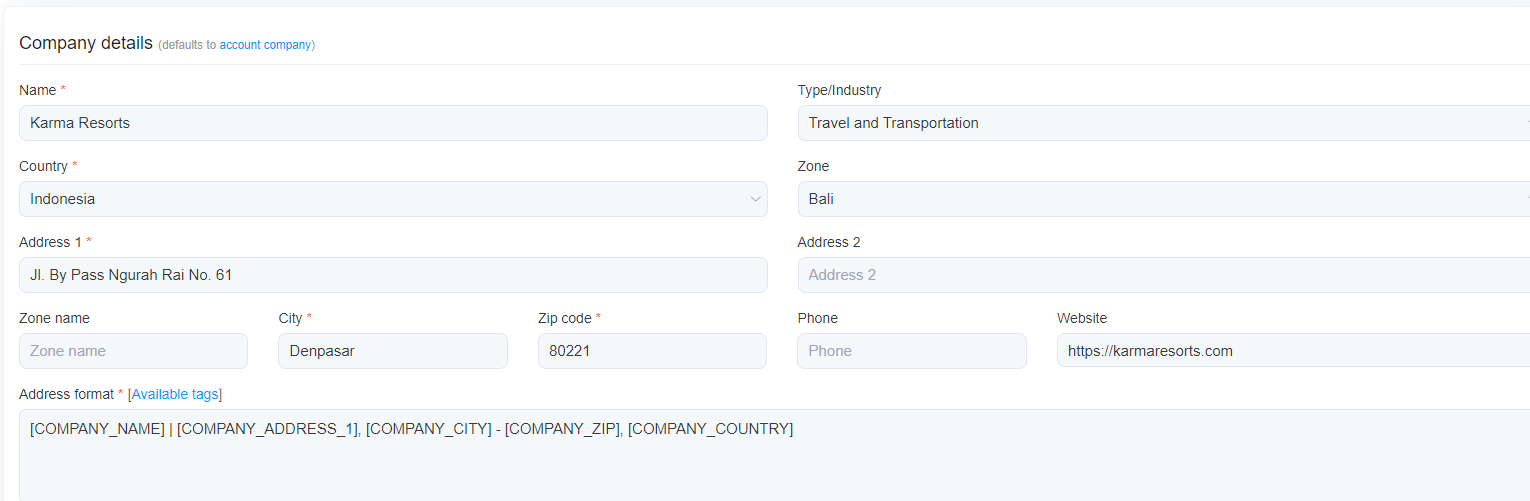 Company details (defaults to account company)
Name * Type/Industry
Karma Resorts Travel and Transportation
Country * Zone
Indonesia Bali
Address 1 * Address 2
Jl. By Pass Ngurah Rai No. 61 Address 2
Zone name City * Zip code * Phone Website
Zone name Denpasar 80221 Phone https://karmaresorts.com
Address format * [Available tags]
[COMPANY_NAME] | [COMPANY_ADDRESS_1], [COMPANY_CITY] - [COMPANY_ZIP], [COMPANY_COUNTRY]